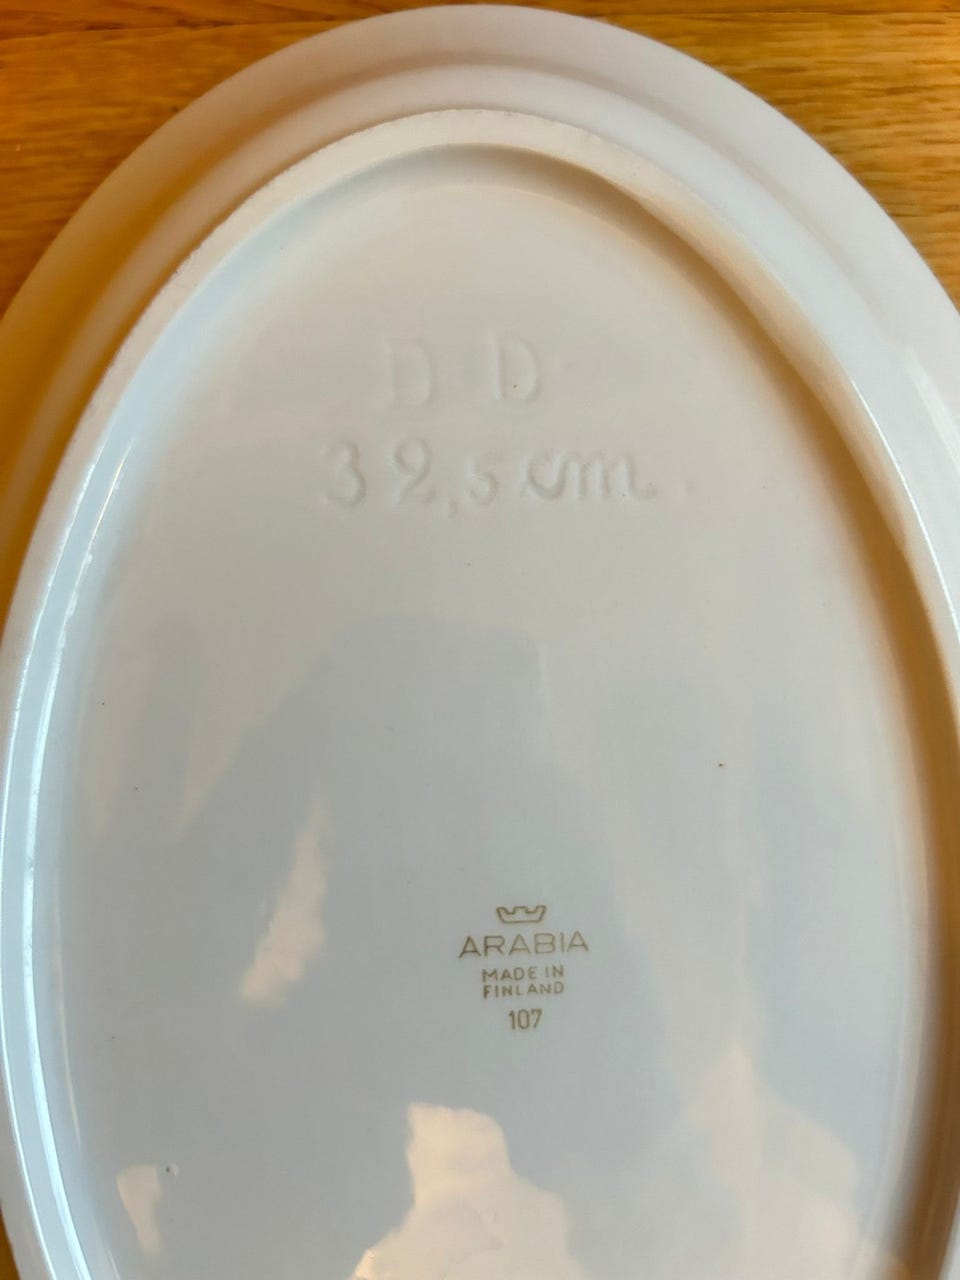 D D
32,5 cm.
ARABIA
MADE IN
FINLAND
107